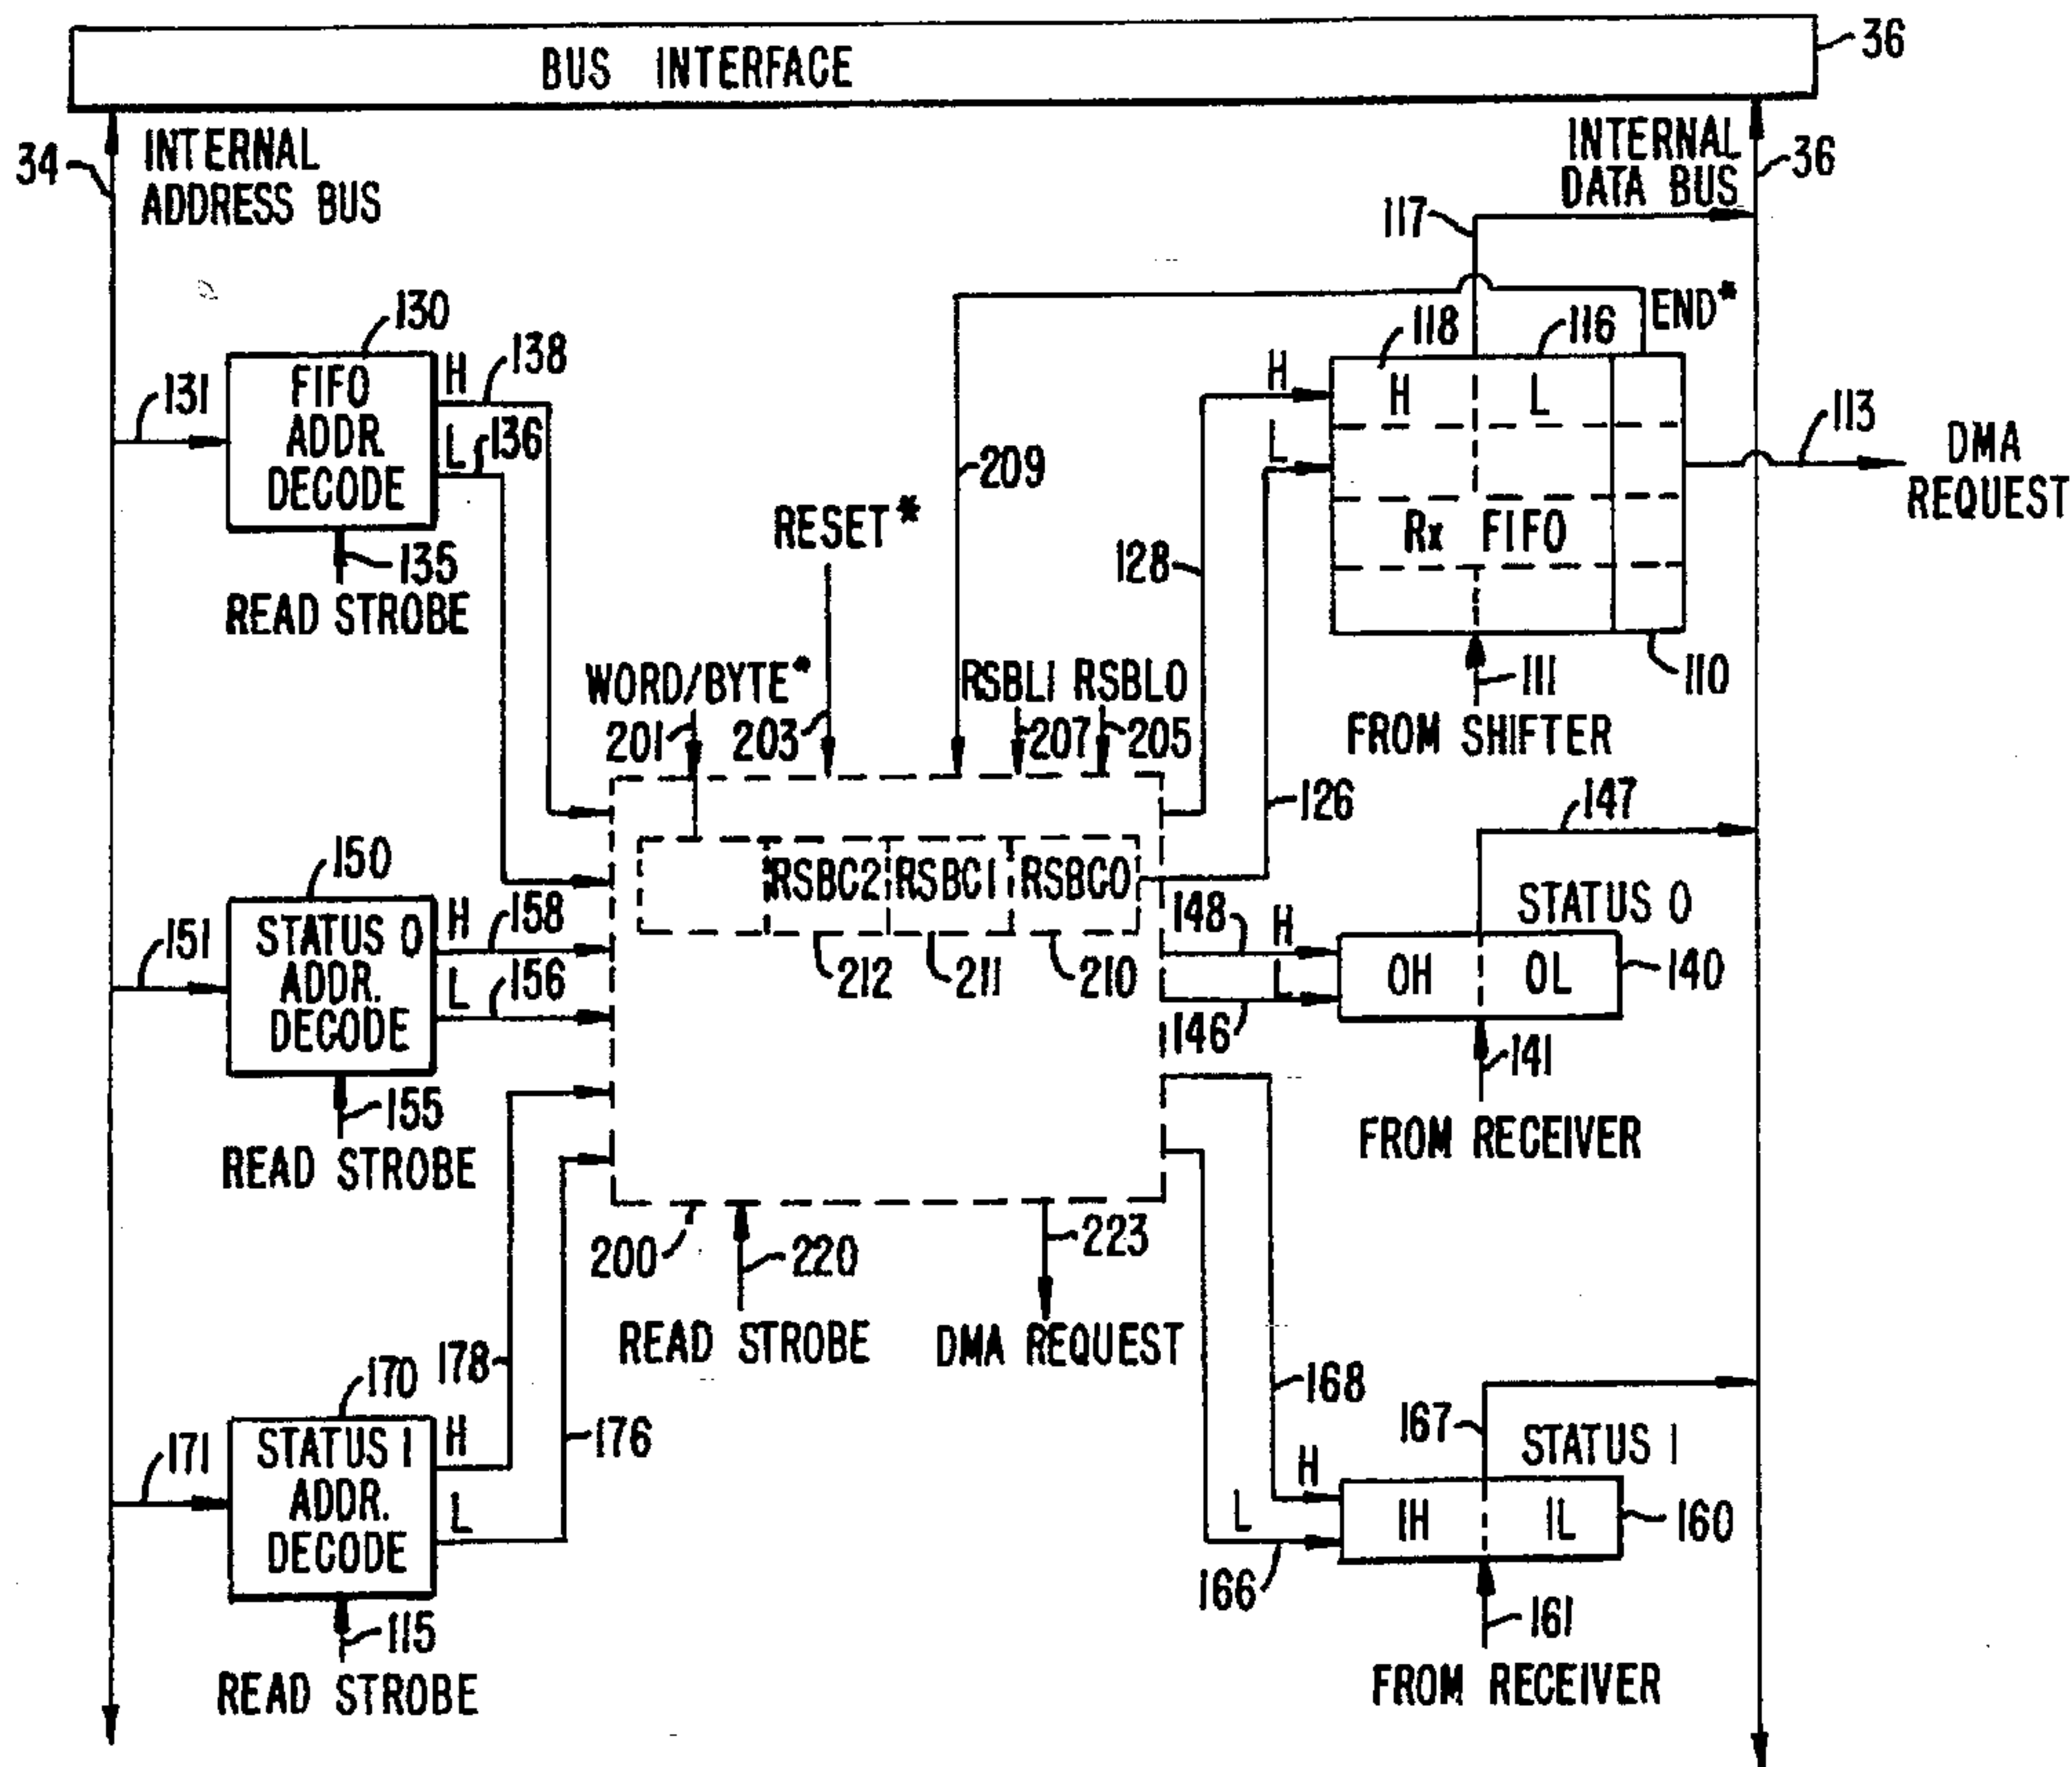 BUS INTERFACE
36
34
INTERNAL
ADDRESS BUS
INTERNAL
DATA BUS
36
117
130
138
H
FIFO
ADDR.
DECODE
L
136
131
135
READ STROBE
118
116
END*
H
L
H
L
Rx FIFO
113
DMA
REQUEST
209
RESET*
128
110
111
FROM SHIFTER
WORD/BYTE*
201
203
RSBL1 RSBL0
207
205
126
147
RSBC2
RSBC1
RSBC0
212
211
210
150
STATUS 0
ADDR.
DECODE
H
158
L
156
151
155
READ STROBE
148
H
L
146
STATUS 0
0H
0L
140
141
FROM RECEIVER
200
220
READ STROBE
223
DMA REQUEST
178
176
170
STATUS 1
ADDR.
DECODE
H
L
171
115
READ STROBE
168
167
STATUS 1
H
L
166
1H
1L
160
161
FROM RECEIVER